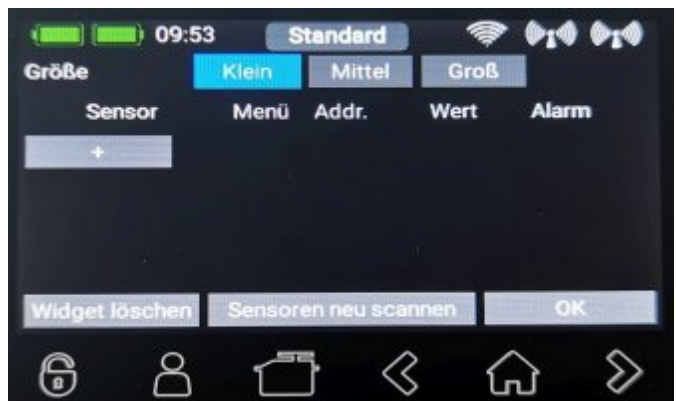 09:53 Standard
Größe Klein Mittel Groß
Sensor Menü Addr. Wert Alarm
+
Widget löschen Sensoren neu scannen OK